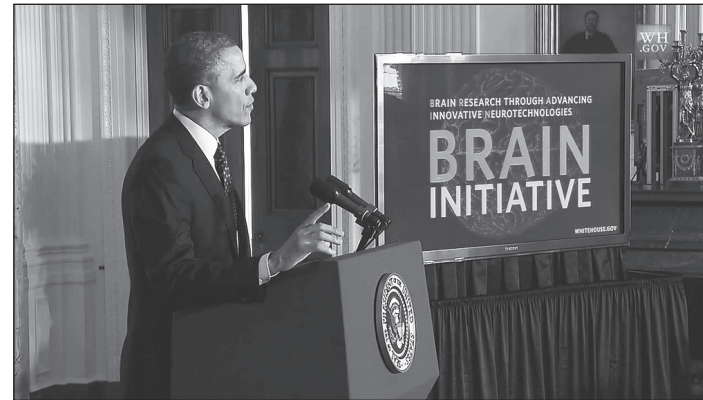 WH
.GOV
BRAIN RESEARCH THROUGH ADVANCING
INNOVATIVE NEUROTECHNOLOGIES
BRAIN
INITIATIVE
WHITEHOUSE.GOV